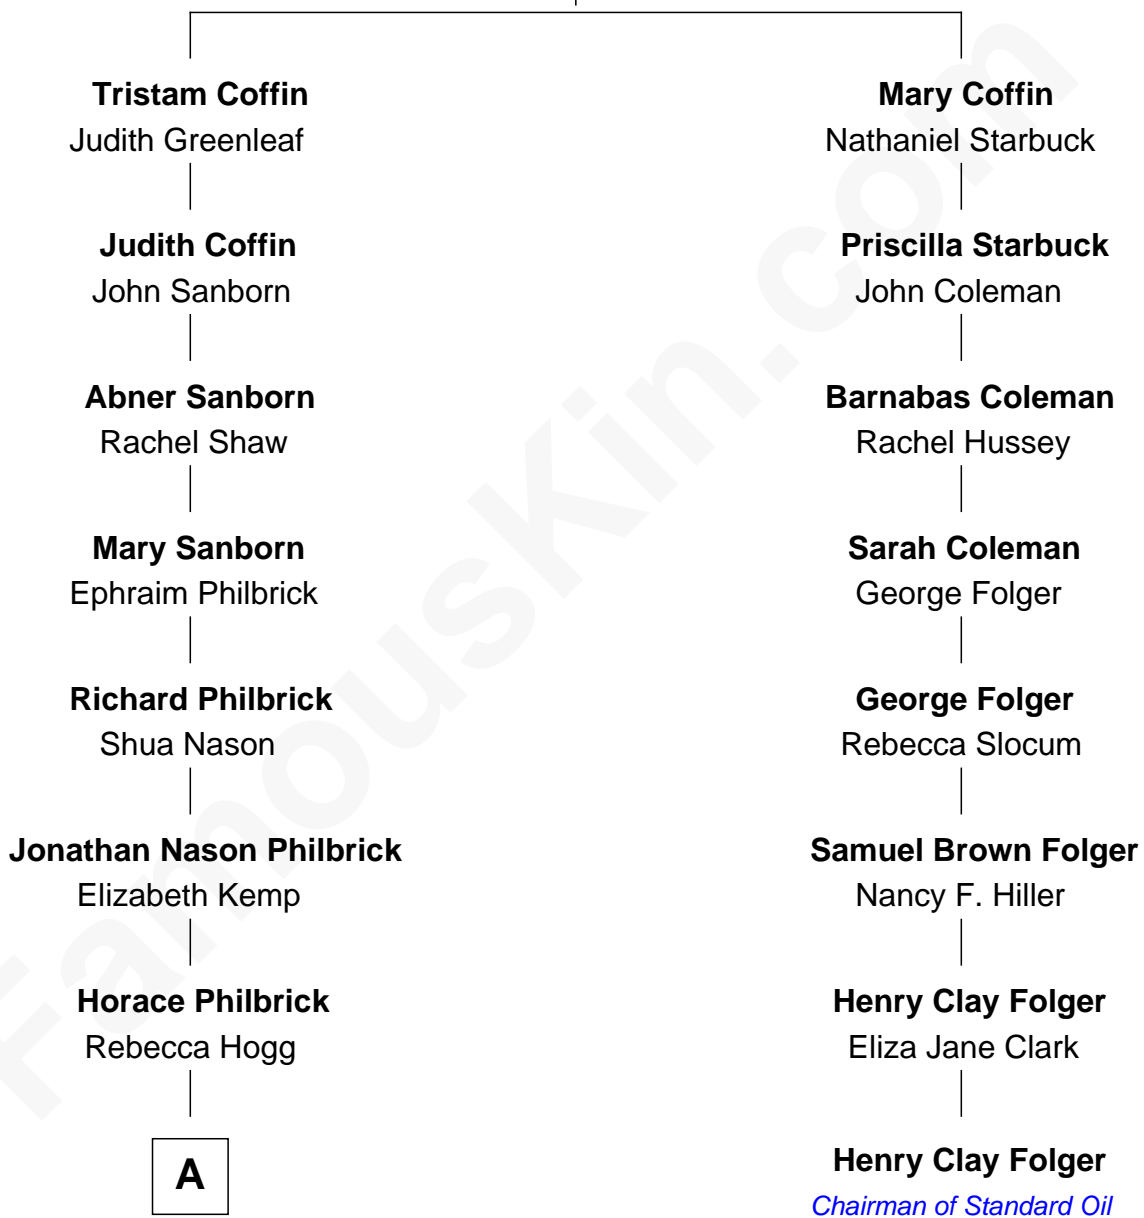 Tristam Coffin
Judith Greenleaf
Judith Coffin
John Sanborn
Abner Sanborn
Rachel Shaw
Mary Sanborn
Ephraim Philbrick
Richard Philbrick
Shua Nason
Jonathan Nason Philbrick
Elizabeth Kemp
Horace Philbrick
Rebecca Hogg
A
Mary Coffin
Nathaniel Starbuck
Priscilla Starbuck
John Coleman
Barnabas Coleman
Rachel Hussey
Sarah Coleman
George Folger
George Folger
Rebecca Slocum
Samuel Brown Folger
Nancy F. Hiller
Henry Clay Folger
Eliza Jane Clark
Henry Clay Folger
Chairman of Standard Oil
FamousKin.com